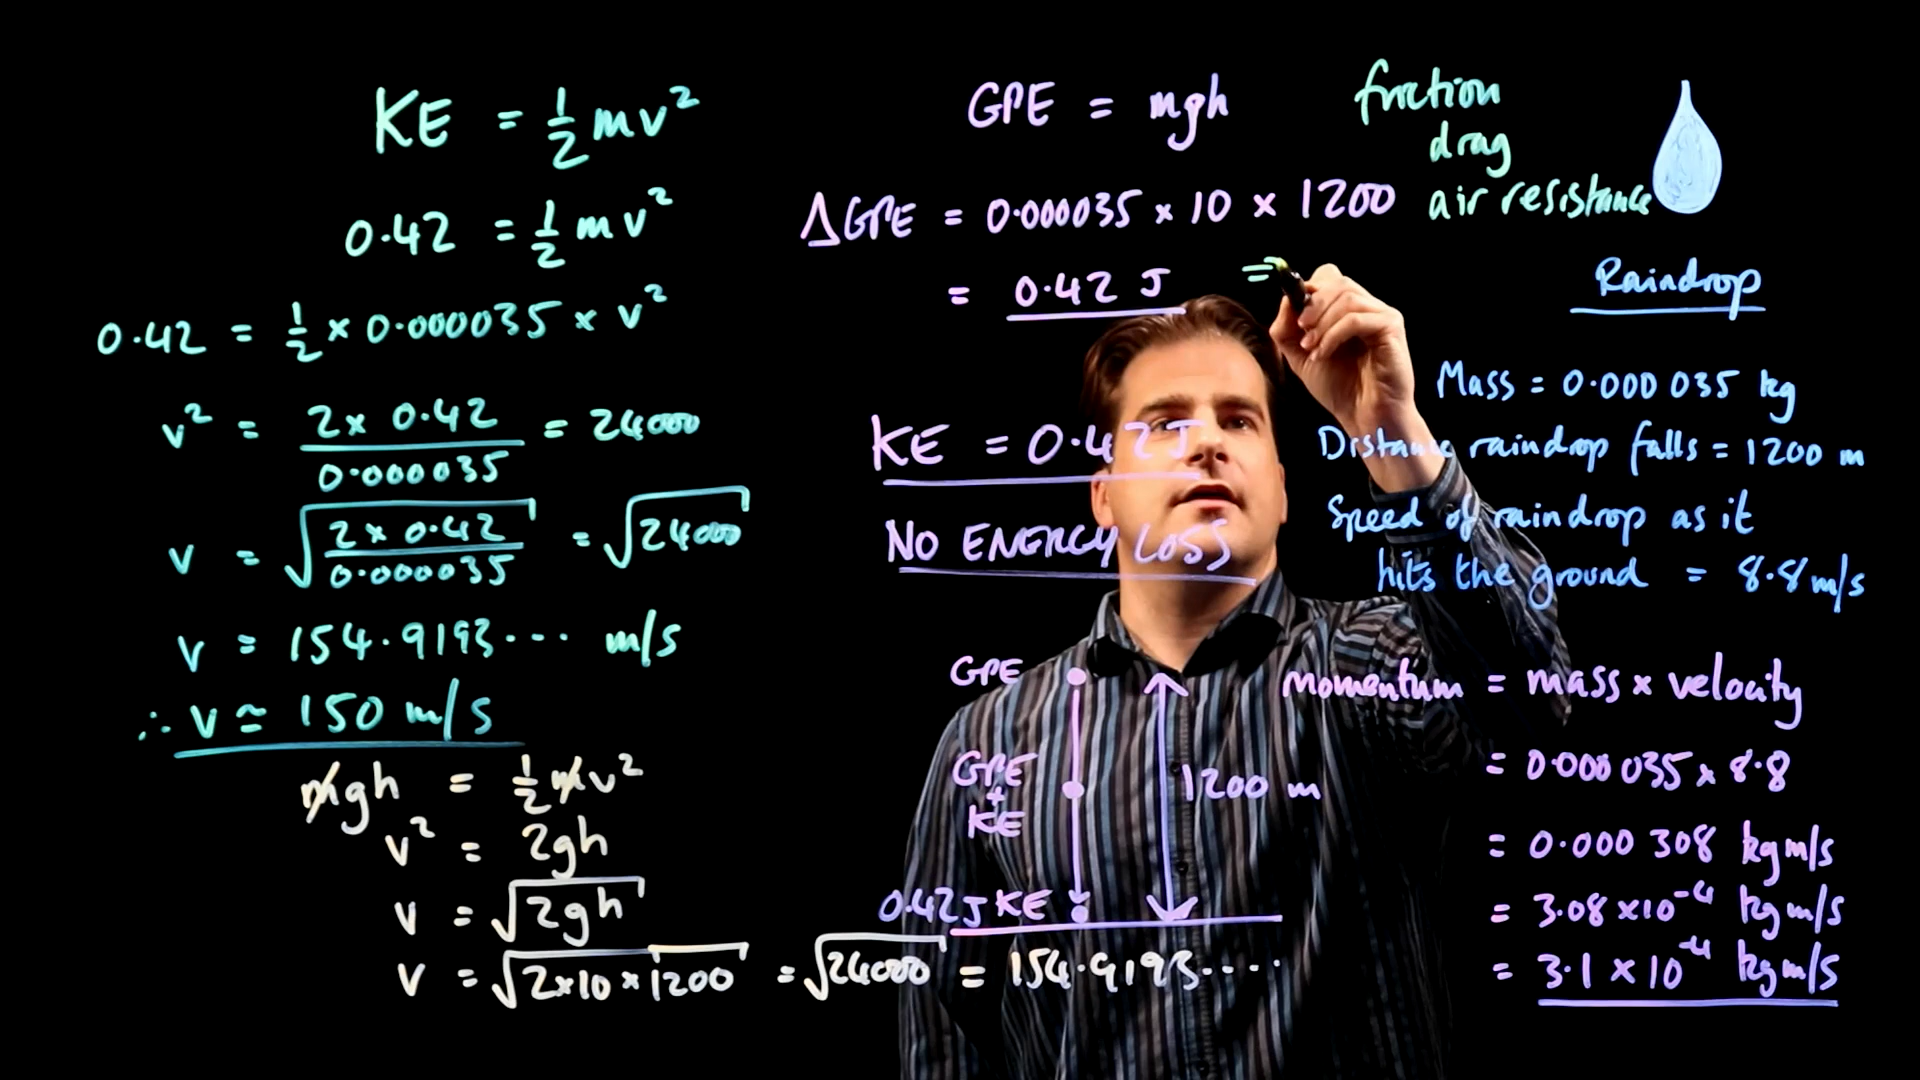 KE = ½mv²
0.42 = ½mv²
0.42 = ½ × 0.000035 × v²
v² = 2 × 0.42 / 0.000035 = 24000
v = √(2 × 0.42 / 0.000035) = √24000
v = 154.9193... m/s
∴ v ≃ 150 m/s
mgh = ½mv²
v² = 2gh
v = √2gh
v = √2×10×1200 = √24000 = 154.9193....
GPE = mgh
ΔGPE = 0.000035 × 10 × 1200
= 0.42 J =
KE = 0.42J
NO ENERGY LOSS
GPE
GPE
+
KE
1200 m
0.42J KE
friction
drag
air resistance
Raindrop
Mass = 0.000 035 kg
Distance raindrop falls = 1200 m
Speed of raindrop as it
hits the ground = 8.8 m/s
momentum = mass × velocity
= 0.000 035 × 8.8
= 0.000 308 kg m/s
= 3.08 × 10⁻⁴ kg m/s
= 3.1 × 10⁻⁴ kg m/s